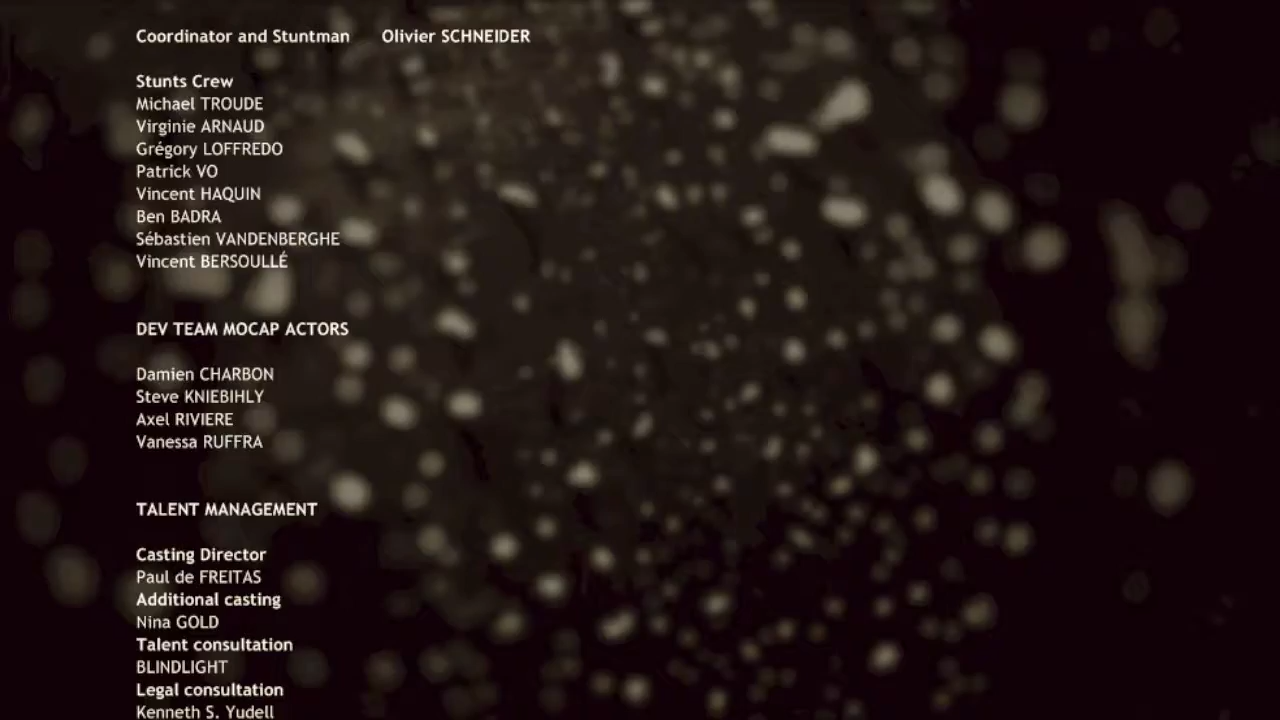 Coordinator and Stuntman Olivier SCHNEIDER
Stunts Crew
Michael TROUDE
Virginie ARNAUD
Grégory LOFFREDO
Patrick VO
Vincent HAQUIN
Ben BADRA
Sébastien VANDENBERGHE
Vincent BERSOULLÉ
DEV TEAM MOCAP ACTORS
Damien CHARBON
Steve KNIEBIHLY
Axel RIVIERE
Vanessa RUFFRA
TALENT MANAGEMENT
Casting Director
Paul de FREITAS
Additional casting
Nina GOLD
Talent consultation
BLINDLIGHT
Legal consultation
Kenneth S. Yudell